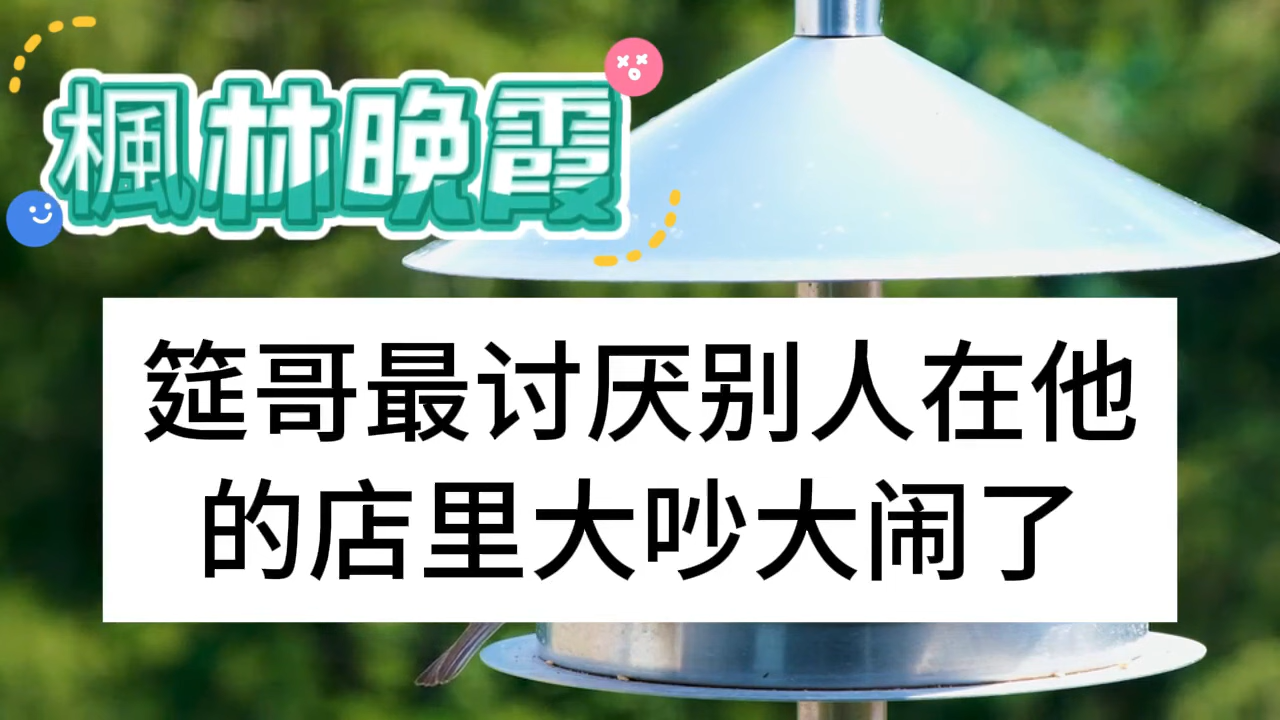 楓林晚霞
筵哥最讨厌别人在他
的店里大吵大闹了